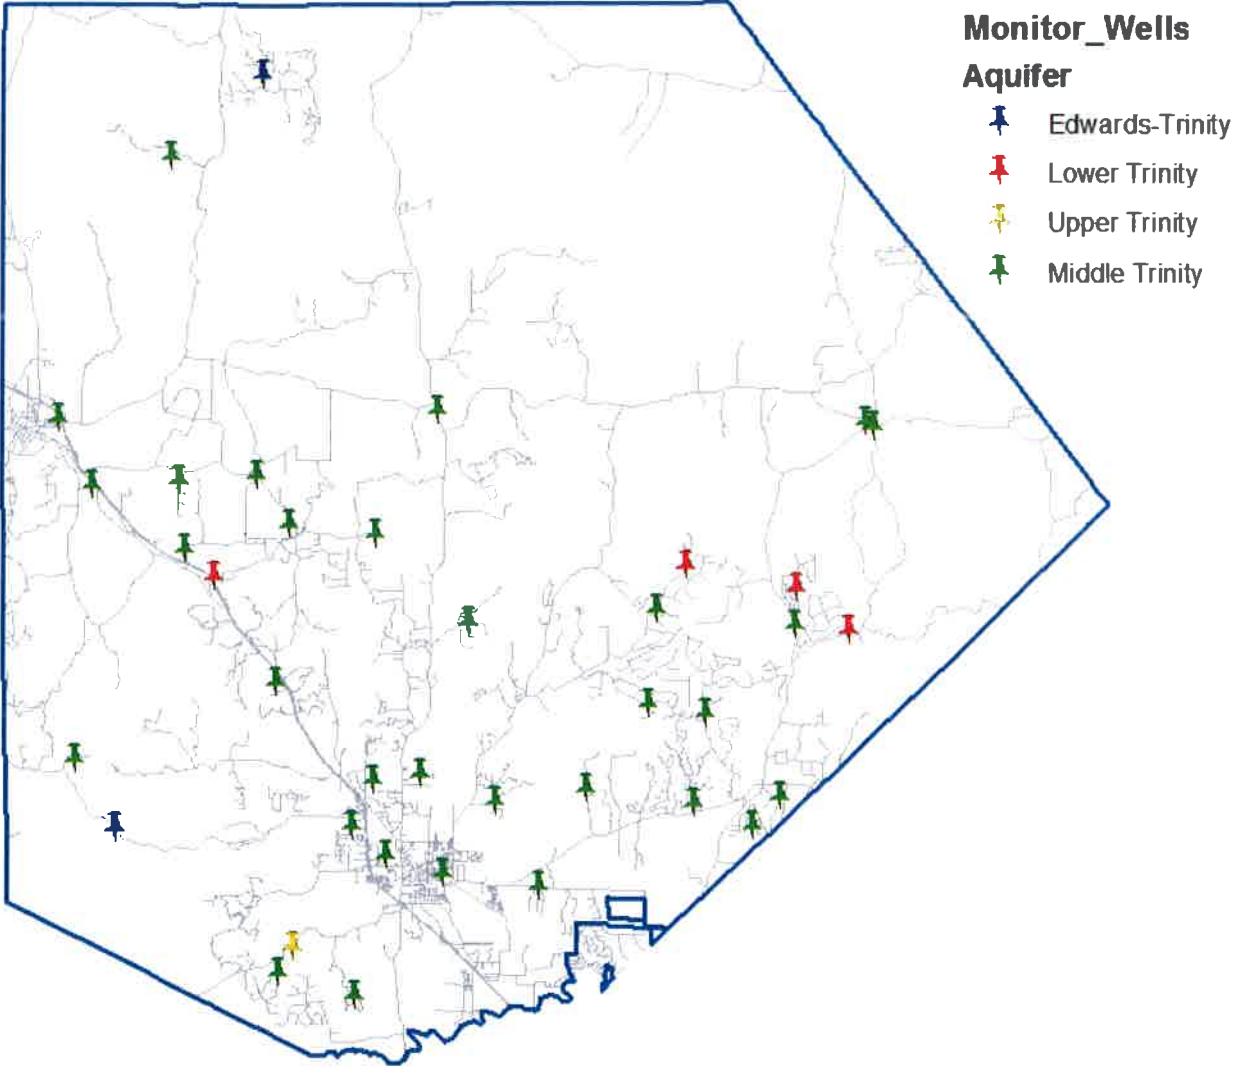 Monitor_Wells
Aquifer
Edwards-Trinity
Lower Trinity
Upper Trinity
Middle Trinity